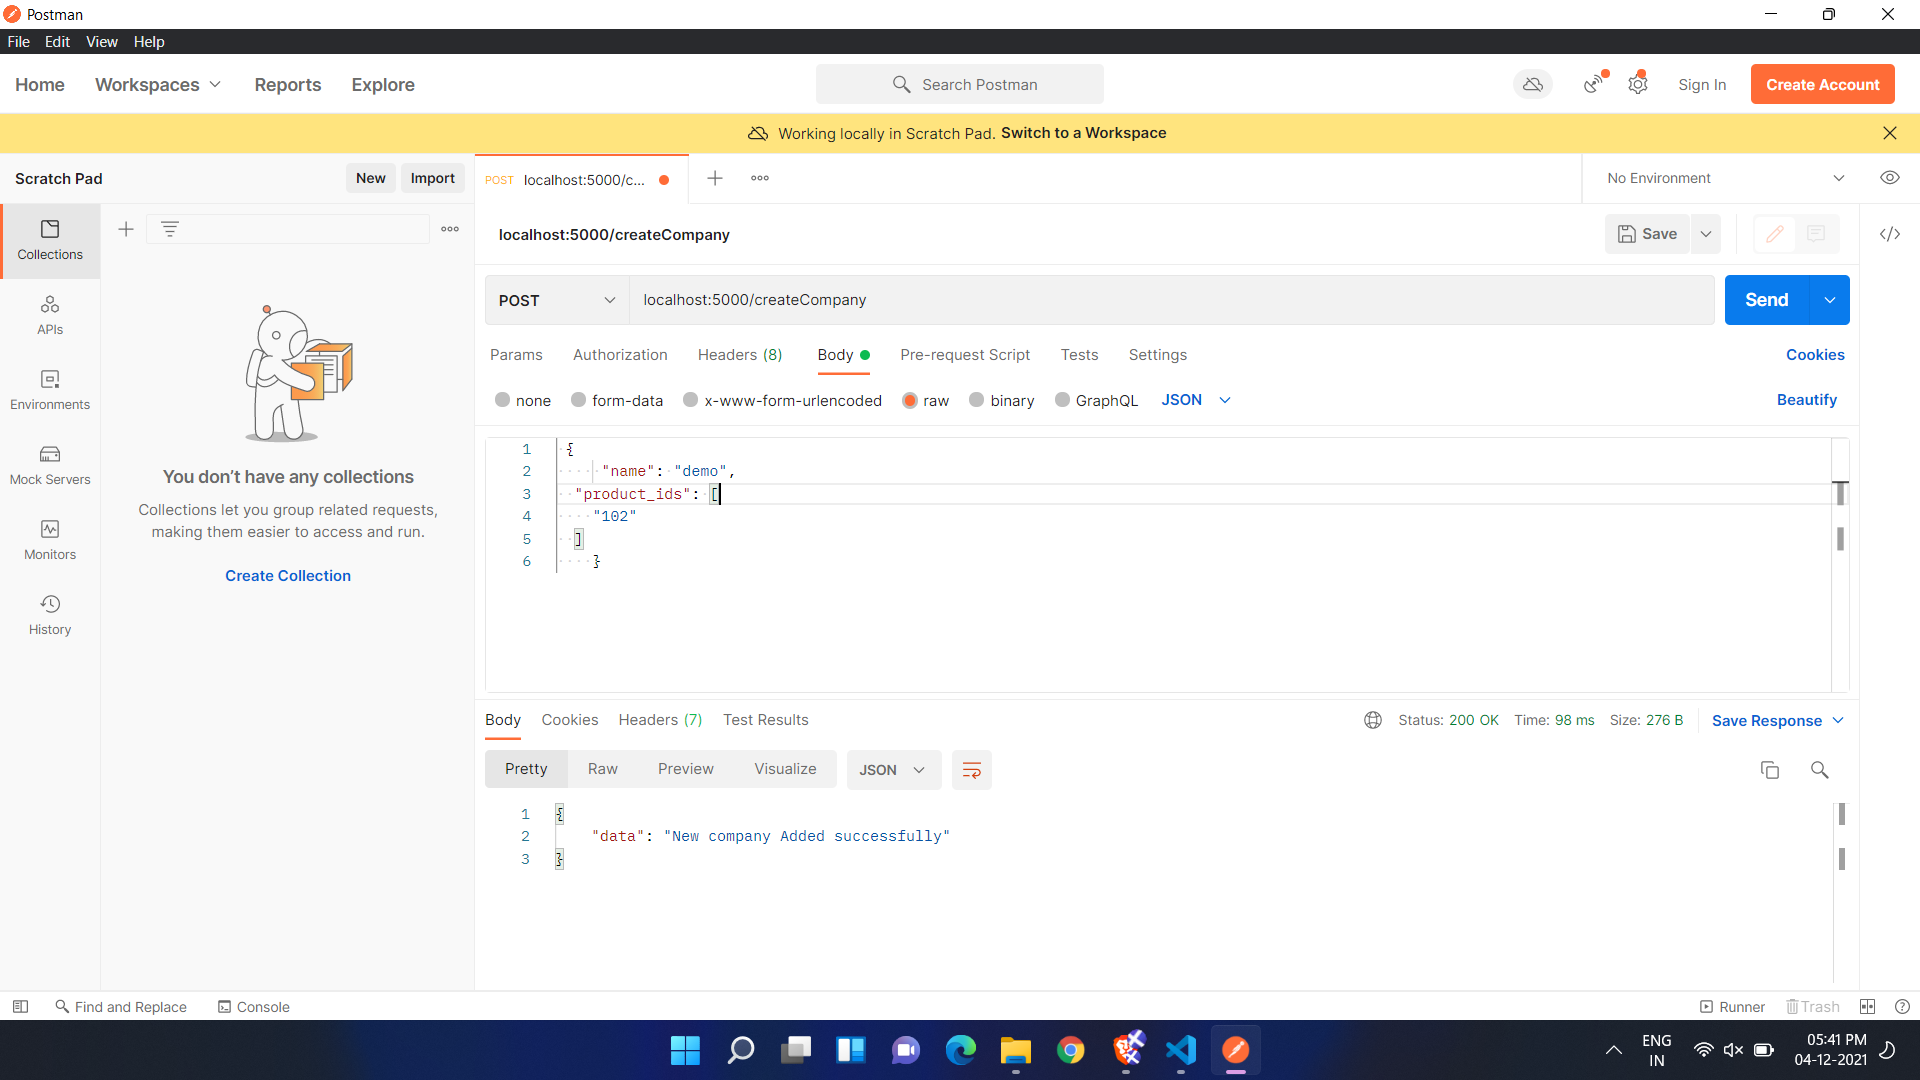 Postman
File Edit View Help
Home Workspaces Reports Explore
Search Postman
Sign In
Create Account
Working locally in Scratch Pad. Switch to a Workspace
Scratch Pad
New Import
POST localhost:5000/c...
No Environment
Collections
APIs
Environments
Mock Servers
Monitors
History
You don’t have any collections
Collections let you group related requests,
making them easier to access and run.
Create Collection
localhost:5000/createCompany
Save
POST localhost:5000/createCompany
Send
Params Authorization Headers (8) Body Pre-request Script Tests Settings
Cookies
none form-data x-www-form-urlencoded raw binary GraphQL JSON
Beautify
1 {
2 "name": "demo",
3 "product_ids": [
4 "102"
5 ]
6 }
Body Cookies Headers (7) Test Results
Status: 200 OK Time: 98 ms Size: 276 B
Save Response
Pretty Raw Preview Visualize JSON
1 {
2 "data": "New company Added successfully"
3 }
Find and Replace Console
Runner Trash
ENG
IN
05:41 PM
04-12-2021